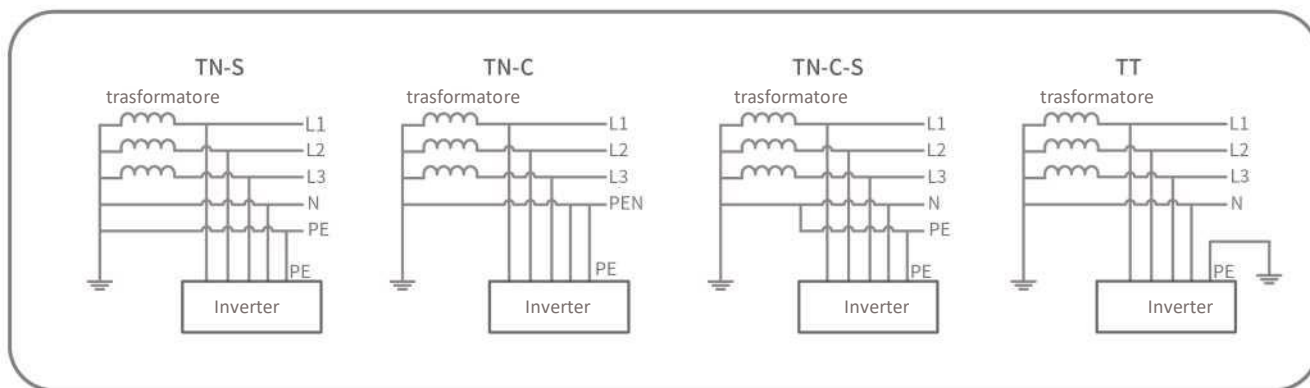 TN-S
trasformatore
L1
L2
L3
N
PE
PE
Inverter
TN-C
trasformatore
L1
L2
L3
PEN
PE
Inverter
TN-C-S
trasformatore
L1
L2
L3
N
PE
PE
Inverter
TT
trasformatore
L1
L2
L3
N
PE
Inverter